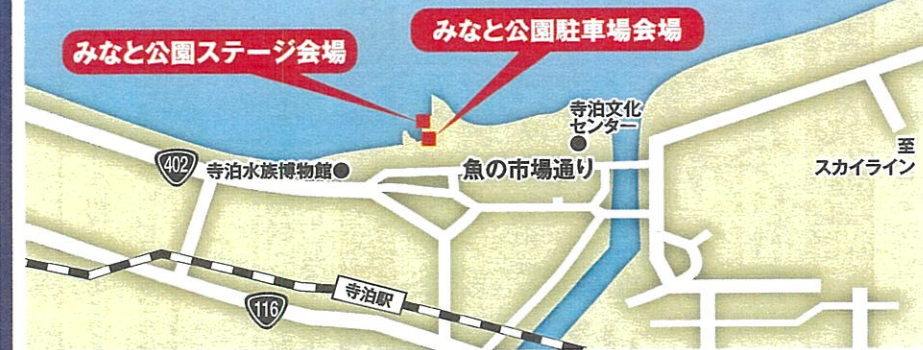 みなと公園ステージ会場
みなと公園駐車場会場
寺泊文化
センター
402
寺泊水族博物館
魚の市場通り
至
スカイライン
寺泊駅
116